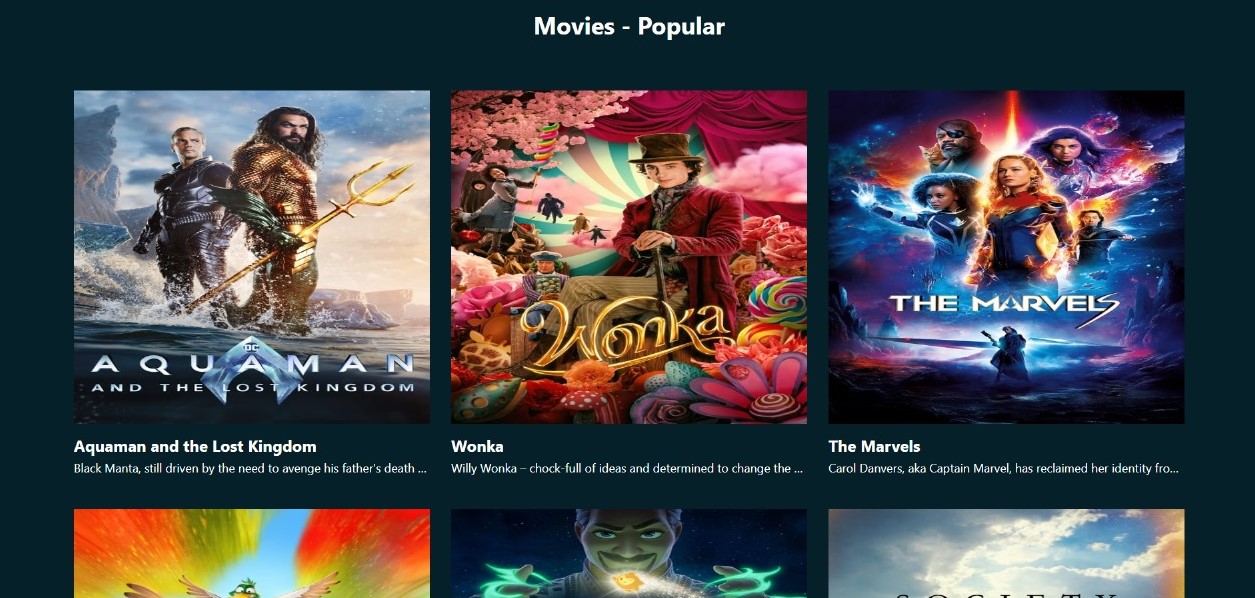 Movies - Popular
DC
AQUAMAN
AND THE LOST KINGDOM
Wonka
THE MARVELS
Aquaman and the Lost Kingdom
Wonka
The Marvels
Black Manta, still driven by the need to avenge his father's death ...
Willy Wonka – chock-full of ideas and determined to change the ...
Carol Danvers, aka Captain Marvel, has reclaimed her identity fro...
SOCIETY